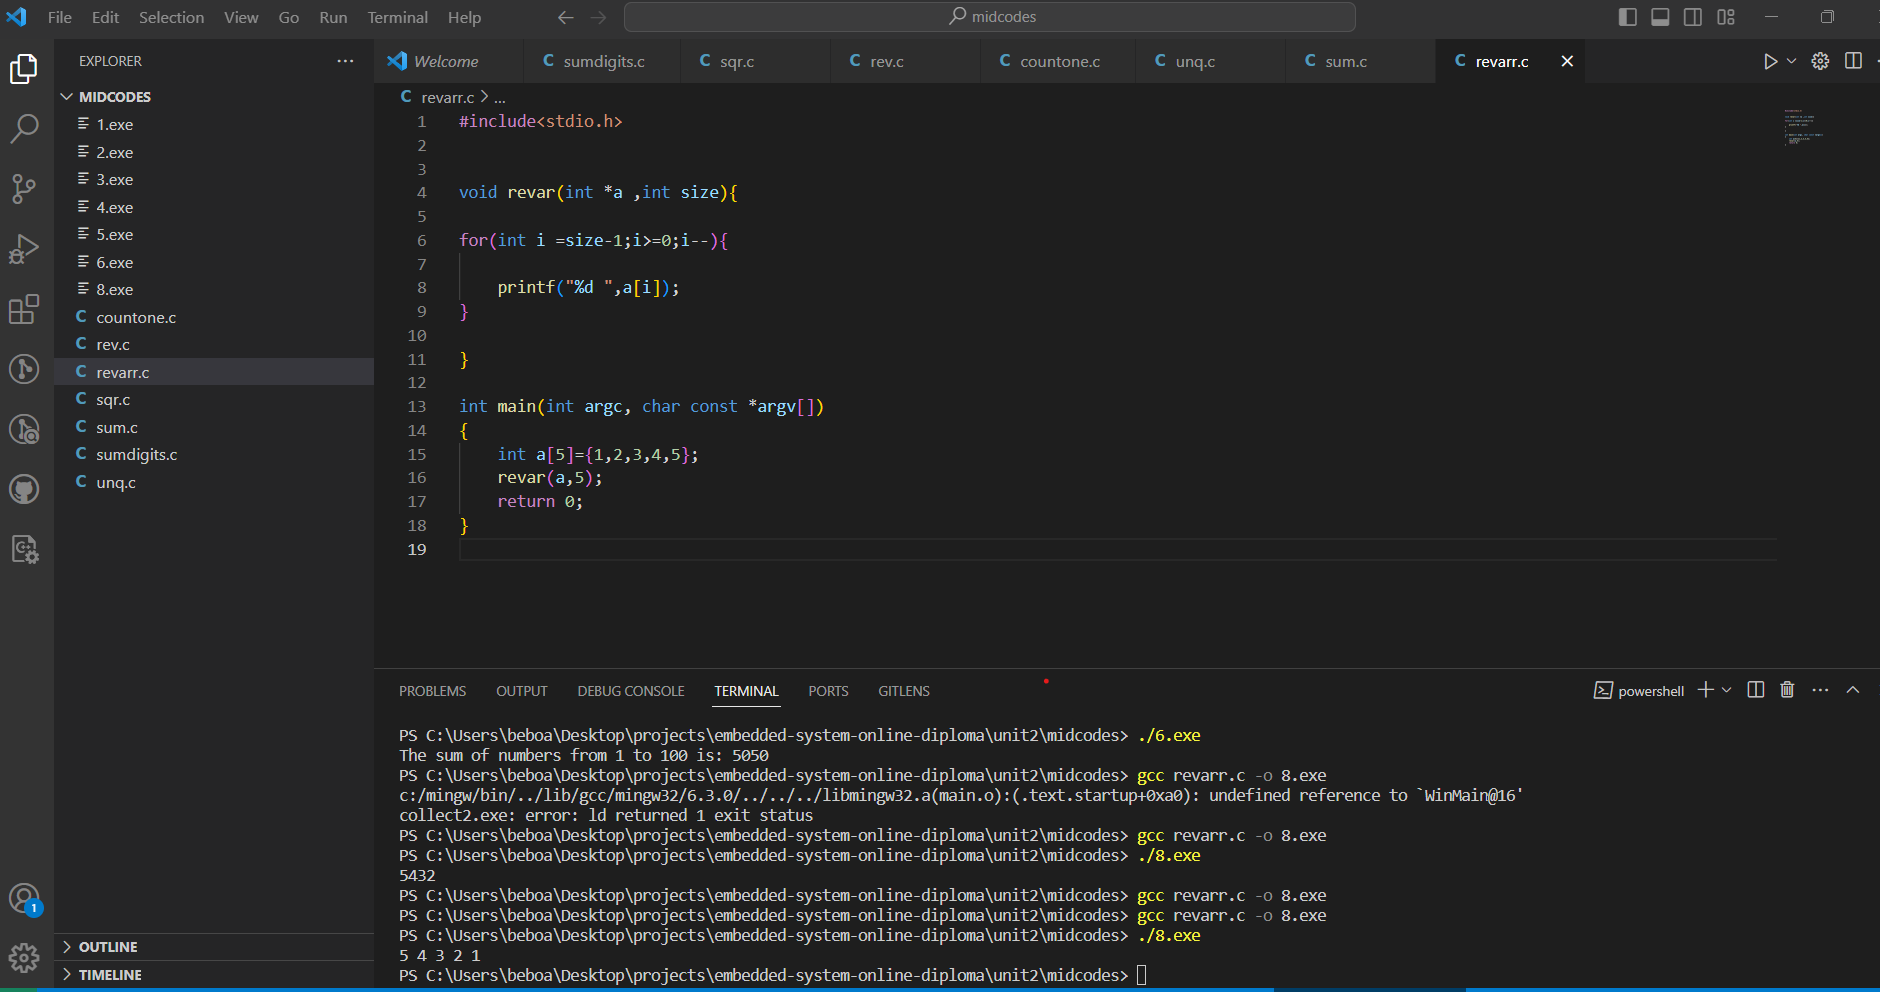 File Edit Selection View Go Run Terminal Help
midcodes
EXPLORER
Welcome
sumdigits.c
sqr.c
rev.c
countone.c
unq.c
sum.c
revarr.c
MIDCODES
1.exe
2.exe
3.exe
4.exe
5.exe
6.exe
8.exe
C countone.c
C rev.c
C revarr.c
C sqr.c
C sum.c
C sumdigits.c
C unq.c
OUTLINE
TIMELINE
1
C revarr.c > ...
1 #include<stdio.h>
2
3
4 void revar(int *a ,int size){
5
6 for(int i =size-1;i>=0;i--){
7
8 printf("%d ",a[i]);
9 }
10
11 }
12
13 int main(int argc, char const *argv[])
14 {
15 int a[5]={1,2,3,4,5};
16 revar(a,5);
17 return 0;
18 }
19
PROBLEMS OUTPUT DEBUG CONSOLE TERMINAL PORTS GITLENS
powershell
PS C:\Users\beboa\Desktop\projects\embedded-system-online-diploma\unit2\midcodes> ./6.exe
The sum of numbers from 1 to 100 is: 5050
PS C:\Users\beboa\Desktop\projects\embedded-system-online-diploma\unit2\midcodes> gcc revarr.c -o 8.exe
c:/mingw/bin/../lib/gcc/mingw32/6.3.0/../../../libmingw32.a(main.o):(.text.startup+0xa0): undefined reference to `WinMain@16'
collect2.exe: error: ld returned 1 exit status
PS C:\Users\beboa\Desktop\projects\embedded-system-online-diploma\unit2\midcodes> gcc revarr.c -o 8.exe
PS C:\Users\beboa\Desktop\projects\embedded-system-online-diploma\unit2\midcodes> ./8.exe
5432
PS C:\Users\beboa\Desktop\projects\embedded-system-online-diploma\unit2\midcodes> gcc revarr.c -o 8.exe
PS C:\Users\beboa\Desktop\projects\embedded-system-online-diploma\unit2\midcodes> gcc revarr.c -o 8.exe
PS C:\Users\beboa\Desktop\projects\embedded-system-online-diploma\unit2\midcodes> ./8.exe
5 4 3 2 1
PS C:\Users\beboa\Desktop\projects\embedded-system-online-diploma\unit2\midcodes>